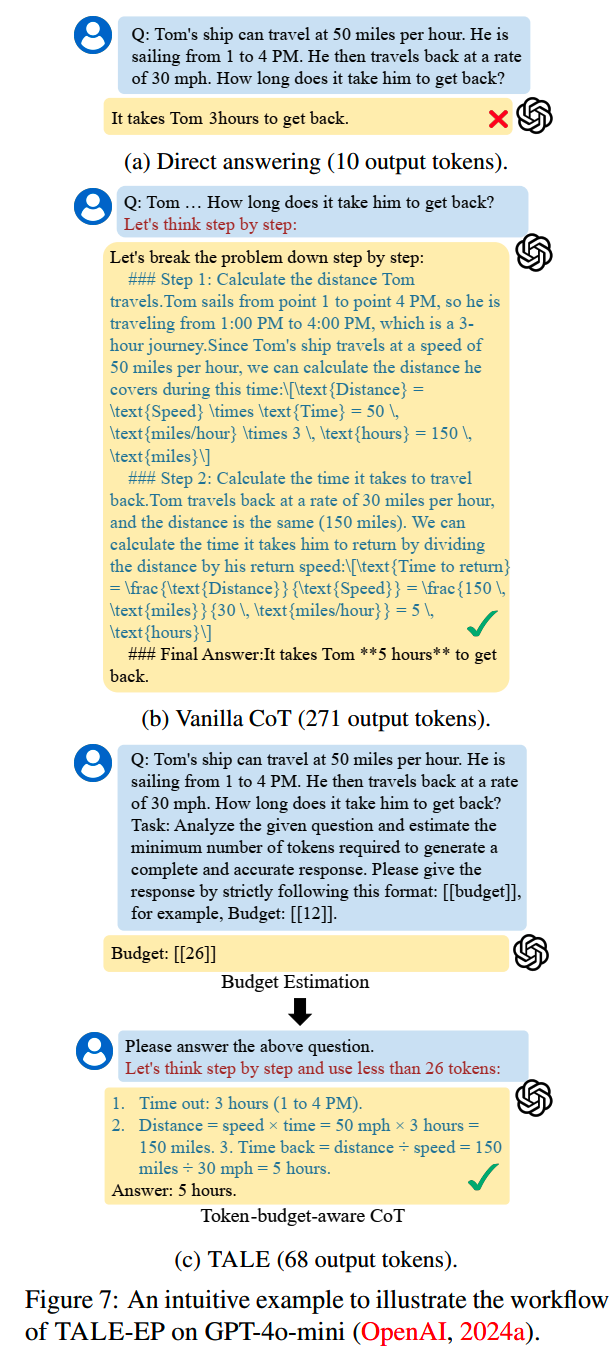 Q: Tom's ship can travel at 50 miles per hour. He is
sailing from 1 to 4 PM. He then travels back at a rate
of 30 mph. How long does it take him to get back?
It takes Tom 3hours to get back.
(a) Direct answering (10 output tokens).
Q: Tom … How long does it take him to get back?
Let's think step by step:
Let's break the problem down step by step:
### Step 1: Calculate the distance Tom
travels.Tom sails from point 1 to point 4 PM, so he is
traveling from 1:00 PM to 4:00 PM, which is a 3-
hour journey.Since Tom's ship travels at a speed of
50 miles per hour, we can calculate the distance he
covers during this time:\[\text{Distance} =
\text{Speed} \times \text{Time} = 50 \,
\text{miles/hour} \times 3 \, \text{hours} = 150 \,
\text{miles}\]
### Step 2: Calculate the time it takes to travel
back.Tom travels back at a rate of 30 miles per hour,
and the distance is the same (150 miles). We can
calculate the time it takes him to return by dividing
the distance by his return speed:\[\text{Time to return}
= \frac{\text{Distance}}{\text{Speed}} = \frac{150 \,
\text{miles}}{30 \, \text{miles/hour}} = 5 \,
\text{hours}\]
### Final Answer:It takes Tom **5 hours** to get
back.
(b) Vanilla CoT (271 output tokens).
Q: Tom's ship can travel at 50 miles per hour. He is
sailing from 1 to 4 PM. He then travels back at a rate
of 30 mph. How long does it take him to get back?
Task: Analyze the given question and estimate the
minimum number of tokens required to generate a
complete and accurate response. Please give the
response by strictly following this format: [[budget]],
for example, Budget: [[12]].
Budget: [[26]]
Budget Estimation
Please answer the above question.
Let's think step by step and use less than 26 tokens:
1. Time out: 3 hours (1 to 4 PM).
2. Distance = speed × time = 50 mph × 3 hours =
150 miles. 3. Time back = distance ÷ speed = 150
miles ÷ 30 mph = 5 hours.
Answer: 5 hours.
Token-budget-aware CoT
(c) TALE (68 output tokens).
Figure 7: An intuitive example to illustrate the workflow
of TALE-EP on GPT-4o-mini (OpenAI, 2024a).